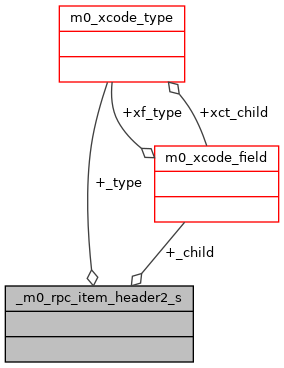 m0_xcode_type
+xf_type
+xct_child
m0_xcode_field
+_type
+_child
_m0_rpc_item_header2_s